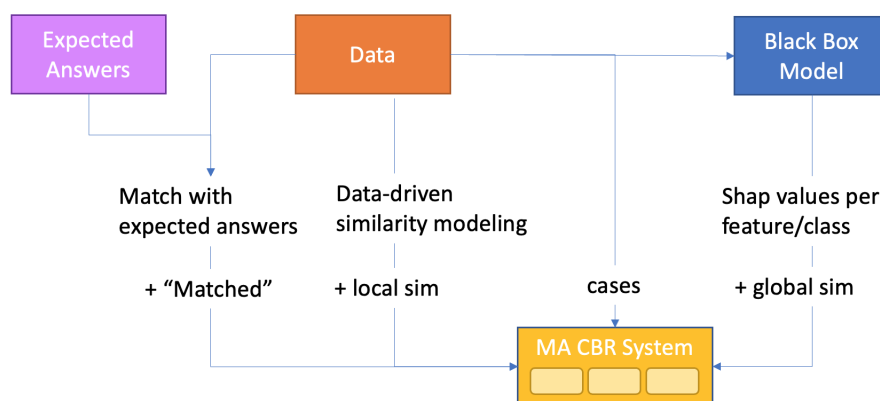 Expected
Answers
Data
Black Box
Model
Match with
expected answers
Data-driven
similarity modeling
Shap values per
feature/class
+ “Matched”
+ local sim
cases
+ global sim
MA CBR System